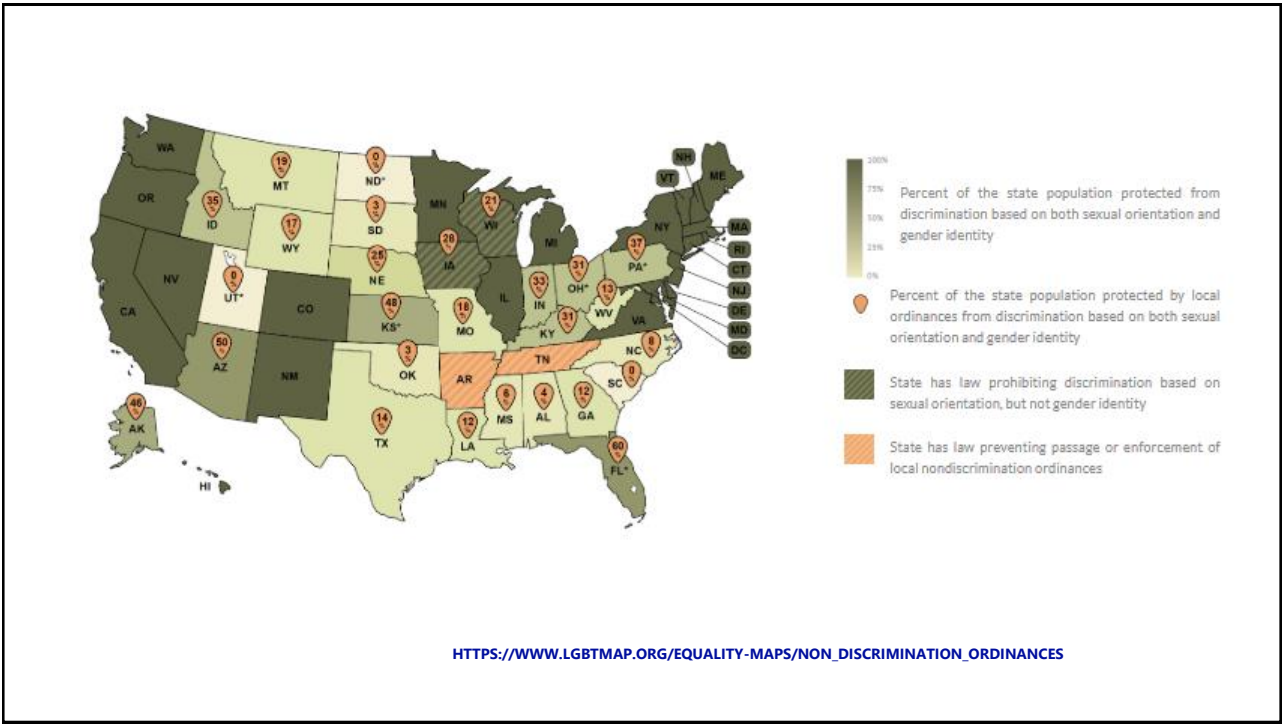 WA
OR
CA
NV
35
%
ID
19
%
MT
17
%
WY
0
%
UT*
CO
50
%
AZ
NM
0
%
ND*
3
%
SD
25
%
NE
48
%
KS*
3
%
OK
14
%
TX
MN
28
%
IA
18
%
MO
AR
12
%
LA
21
%
WI
IL
MI
33
%
IN
31
%
OH*
31
%
KY
TN
6
%
MS
4
%
AL
12
%
GA
60
%
FL*
0
%
SC
8
%
NC
VA
13
%
WV
37
%
PA*
NY
VT
NH
ME
MA
RI
CT
NJ
DE
MD
DC
46
%
AK
HI
100%
75%
50%
25%
0%
Percent of the state population protected from
discrimination based on both sexual orientation and
gender identity
Percent of the state population protected by local
ordinances from discrimination based on both sexual
orientation and gender identity
State has law prohibiting discrimination based on
sexual orientation, but not gender identity
State has law preventing passage or enforcement of
local nondiscrimination ordinances
HTTPS://WWW.LGBTMAP.ORG/EQUALITY-MAPS/NON_DISCRIMINATION_ORDINANCES